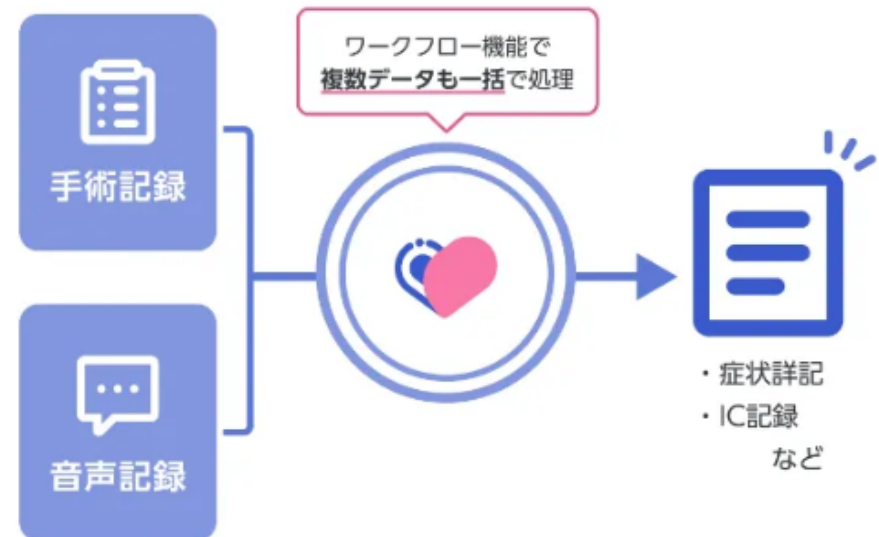 ワークフロー機能で
複数データも一括で処理
手術記録
音声記録
・症状詳記
・IC記録
など